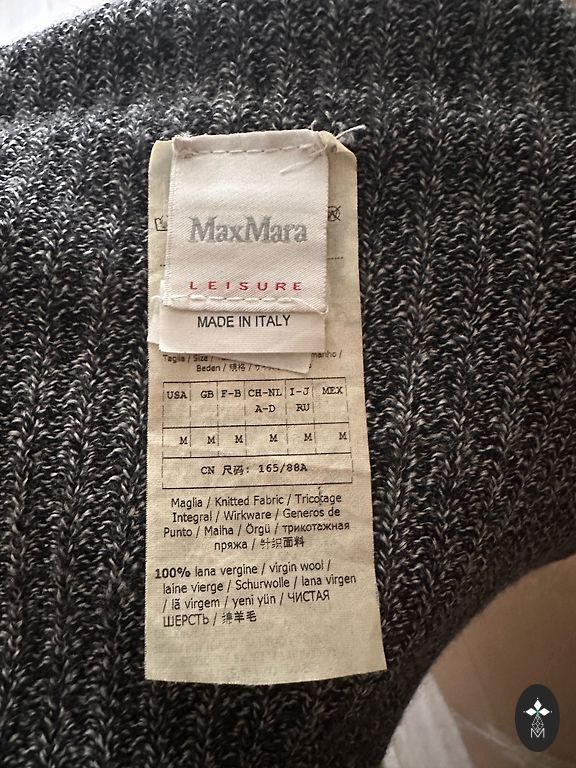 MaxMara
LEISURE
MADE IN ITALY
Taglia / Size /
Beden / 规格 /
USA GB F-B CH-NL A-D I-J RU MEX
M M M M M M
CN 尺码: 165/88A
Maglia / Knitted Fabric / Tricotage
Integral / Wirkware / Generos de
Punto / Malha / Örgü / трикотажная
пряжа / 针织面料
100% lana vergine / virgin wool /
laine vierge / Schurwolle / lana virgen
/ lã virgem / yeni yün / ЧИСТАЯ
ШЕРСТЬ / 绵羊毛
M